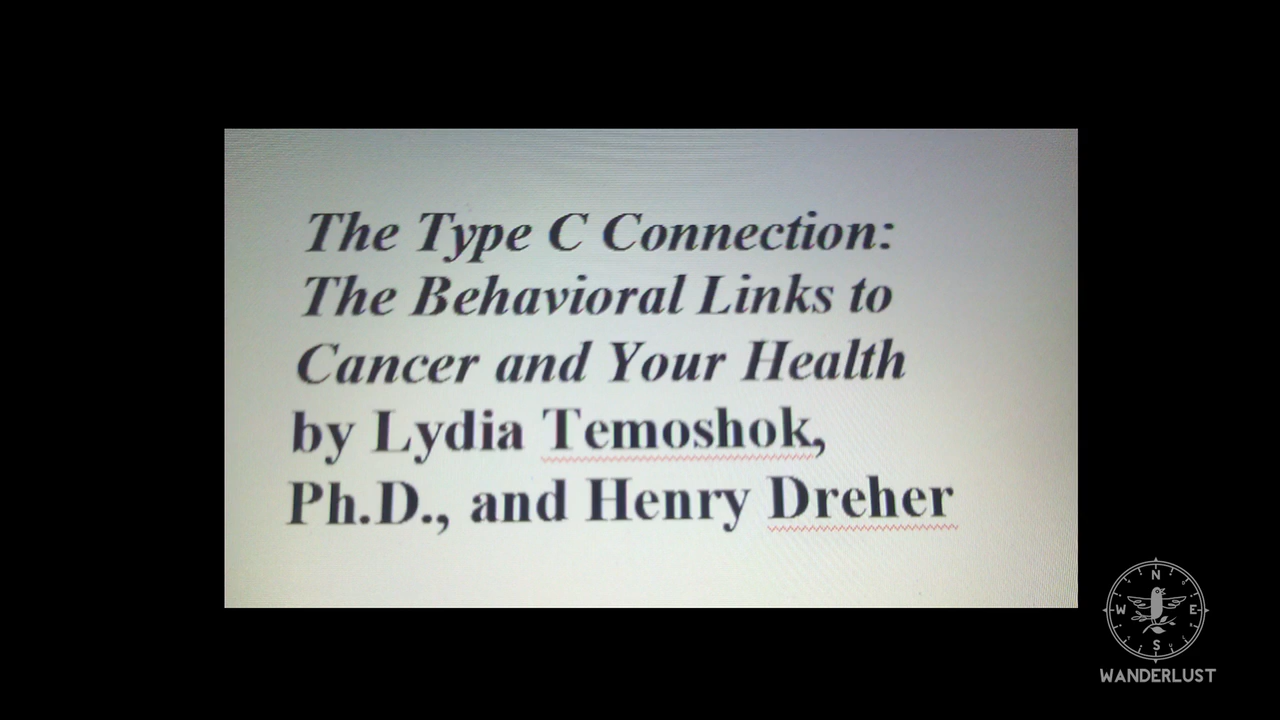 The Type C Connection:
The Behavioral Links to
Cancer and Your Health
by Lydia Temoshok,
Ph.D., and Henry Dreher
N
W E
S
WANDERLUST